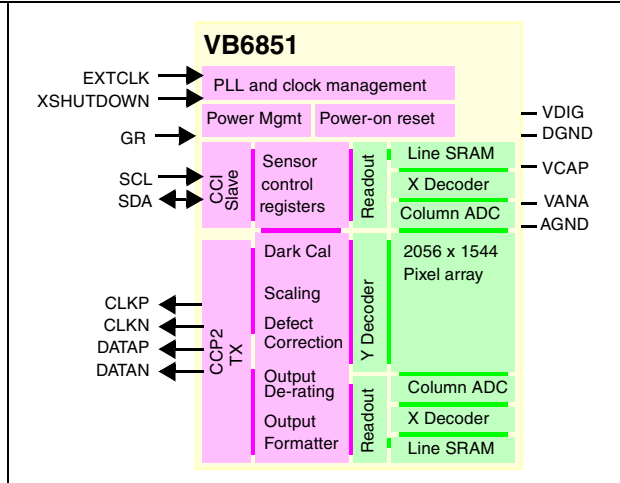 VB6851
EXTCLK
XSHUTDOWN
GR
SCL
SDA
CLKP
CLKN
DATAP
DATAN
PLL and clock management
Power Mgmt
Power-on reset
CCI
Slave
Sensor
control
registers
Readout
Line SRAM
X Decoder
Column ADC
CCP2
TX
Dark Cal
Scaling
Defect
Correction
Output
De-rating
Output
Formatter
Y Decoder
2056 x 1544
Pixel array
Readout
Column ADC
X Decoder
Line SRAM
VDIG
DGND
VCAP
VANA
AGND